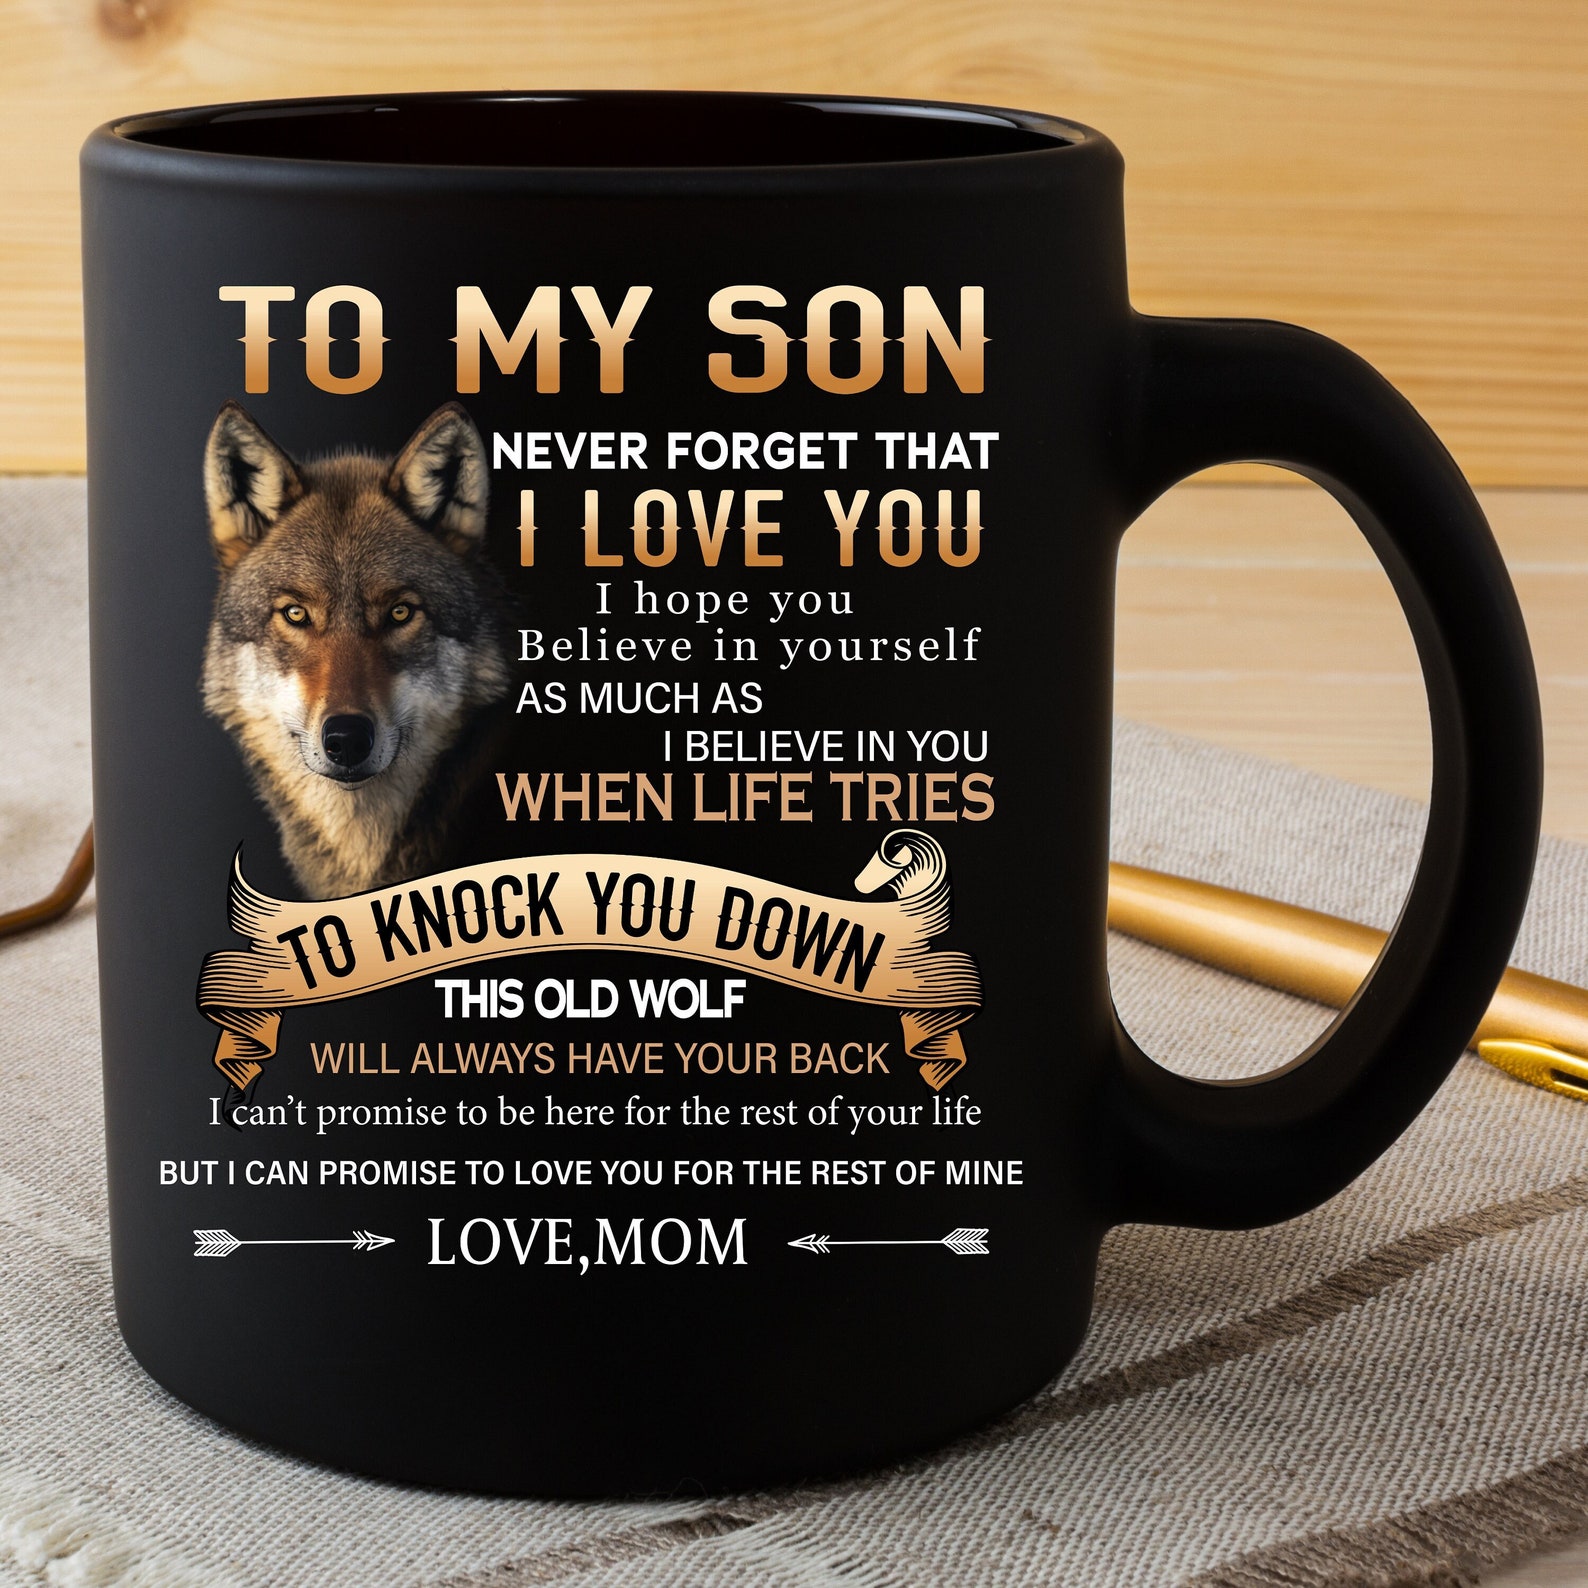 TO MY SON
NEVER FORGET THAT
I LOVE YOU
I hope you
Believe in yourself
AS MUCH AS
I BELIEVE IN YOU
WHEN LIFE TRIES
TO KNOCK YOU DOWN
THIS OLD WOLF
WILL ALWAYS HAVE YOUR BACK
I can't promise to be here for the rest of your life
BUT I CAN PROMISE TO LOVE YOU FOR THE REST OF MINE
LOVE,MOM